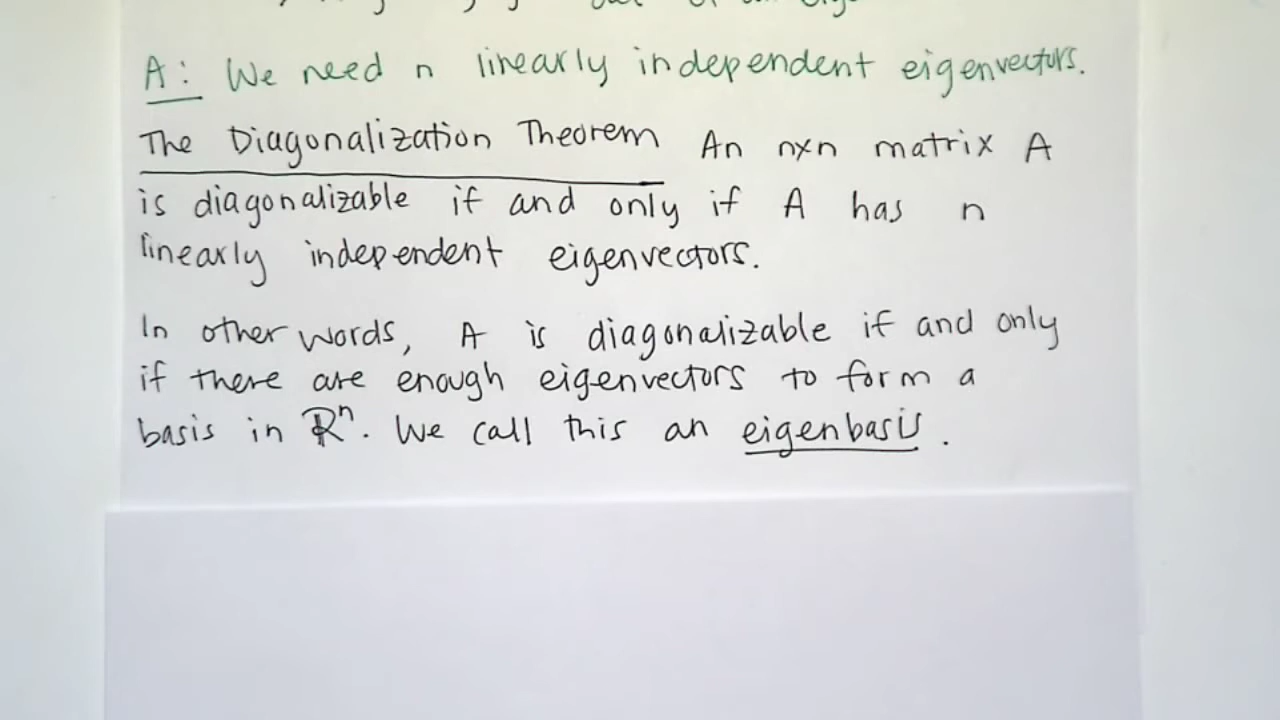 A: We need n linearly independent eigenvectors.
The Diagonalization Theorem An nxn matrix A
is diagonalizable if and only if A has n
linearly independent eigenvectors.
In other words, A is diagonalizable if and only
if there are enough eigenvectors to form a
basis in ℝⁿ. We call this an eigenbasis.